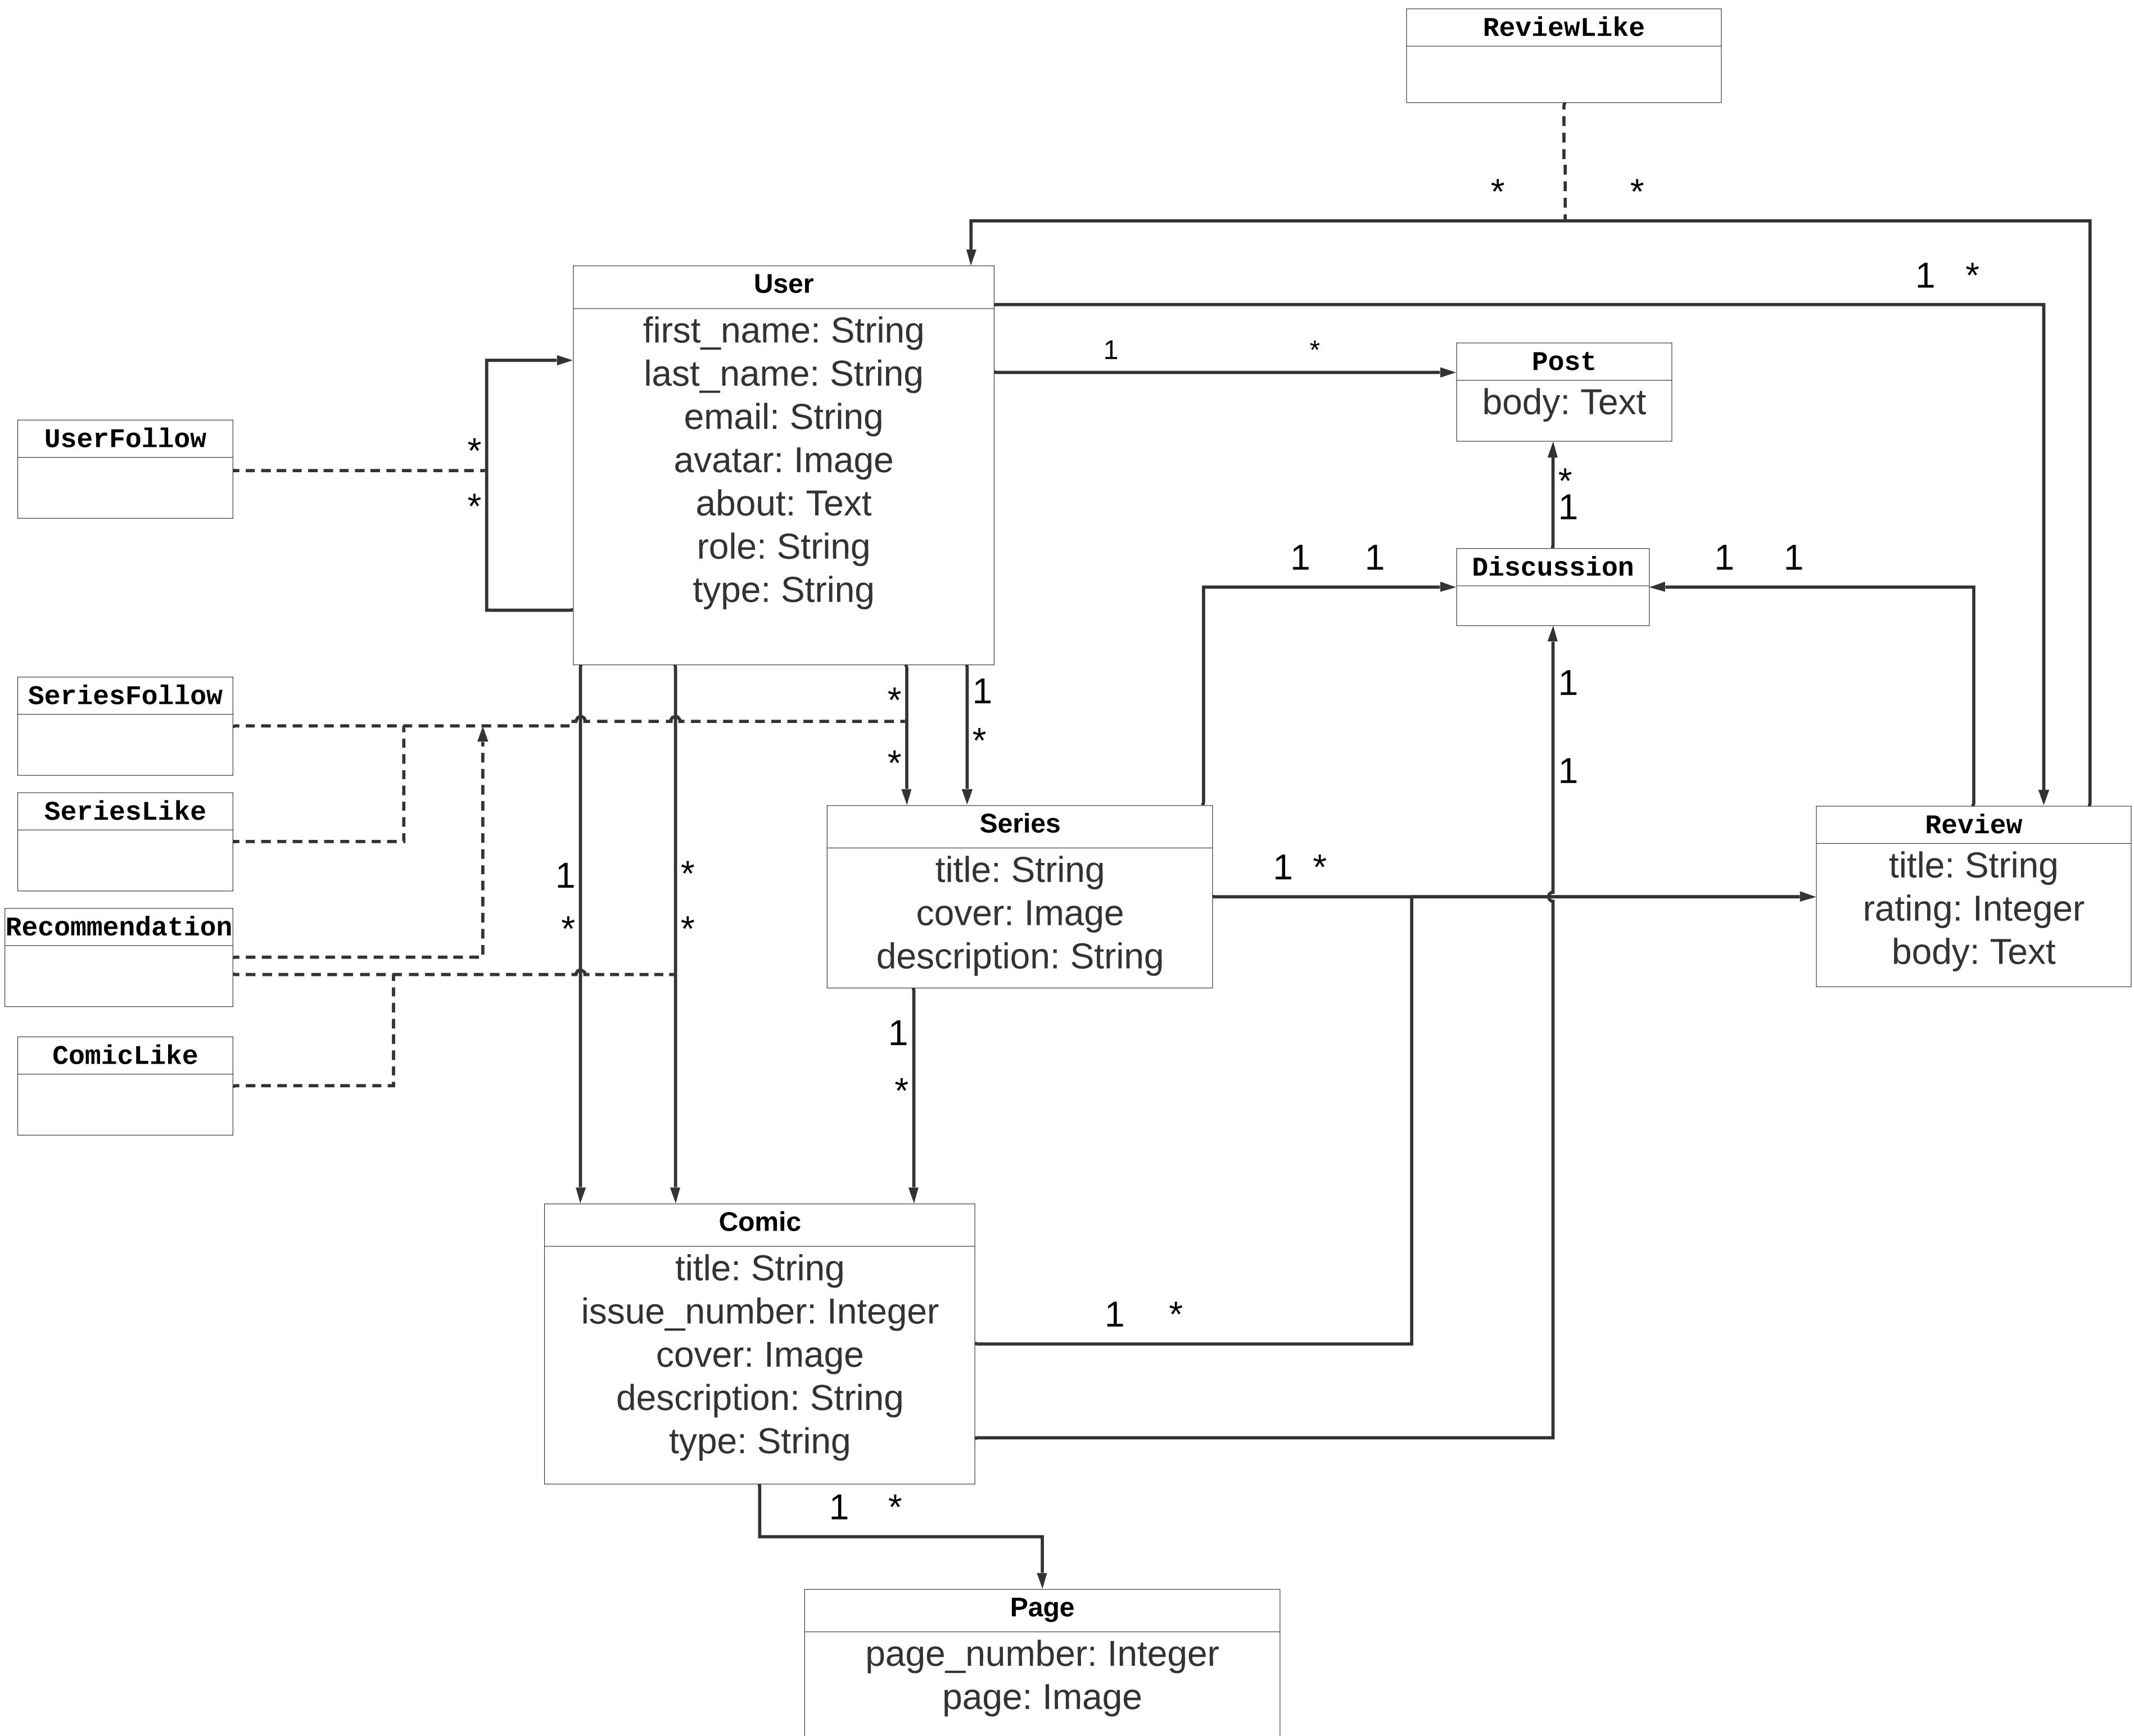 ReviewLike
* *
User
first_name: String
last_name: String
email: String
avatar: Image
about: Text
role: String
type: String
1 *
1 *
Post
body: Text
UserFollow
*
*
*
1
Discussion
1 1
1 1
SeriesFollow
*
*
1
*
1
1
SeriesLike
Series
title: String
cover: Image
description: String
1 *
Review
title: String
rating: Integer
body: Text
1
*
*
*
Recommendation
ComicLike
1
*
Comic
title: String
issue_number: Integer
cover: Image
description: String
type: String
1 *
1 *
Page
page_number: Integer
page: Image